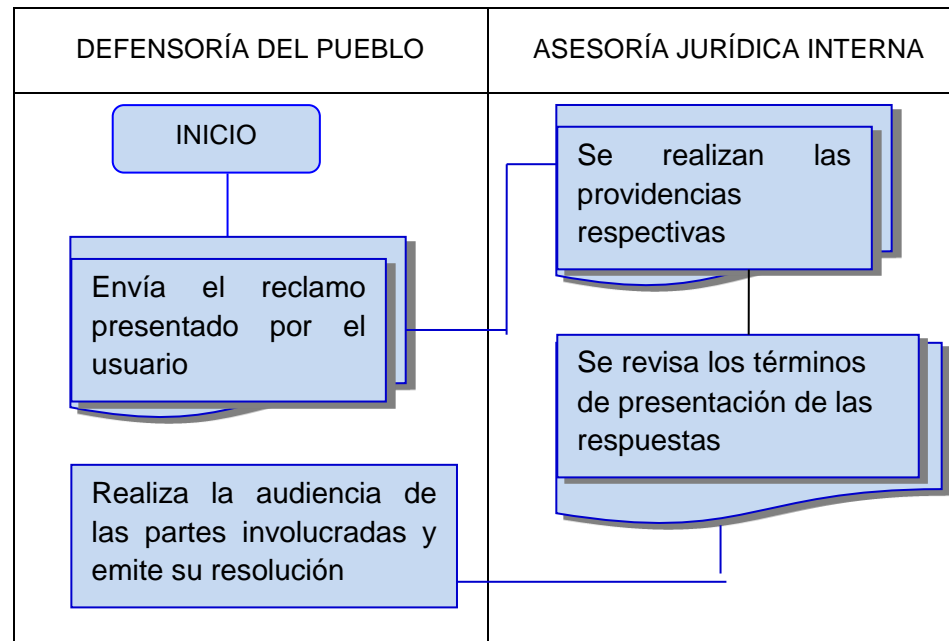 DEFENSORÍA DEL PUEBLO
ASESORÍA JURÍDICA INTERNA
INICIO
Envía el reclamo
presentado por el
usuario
Se realizan las
providencias
respectivas
Se revisa los términos
de presentación de las
respuestas
Realiza la audiencia de
las partes involucradas y
emite su resolución